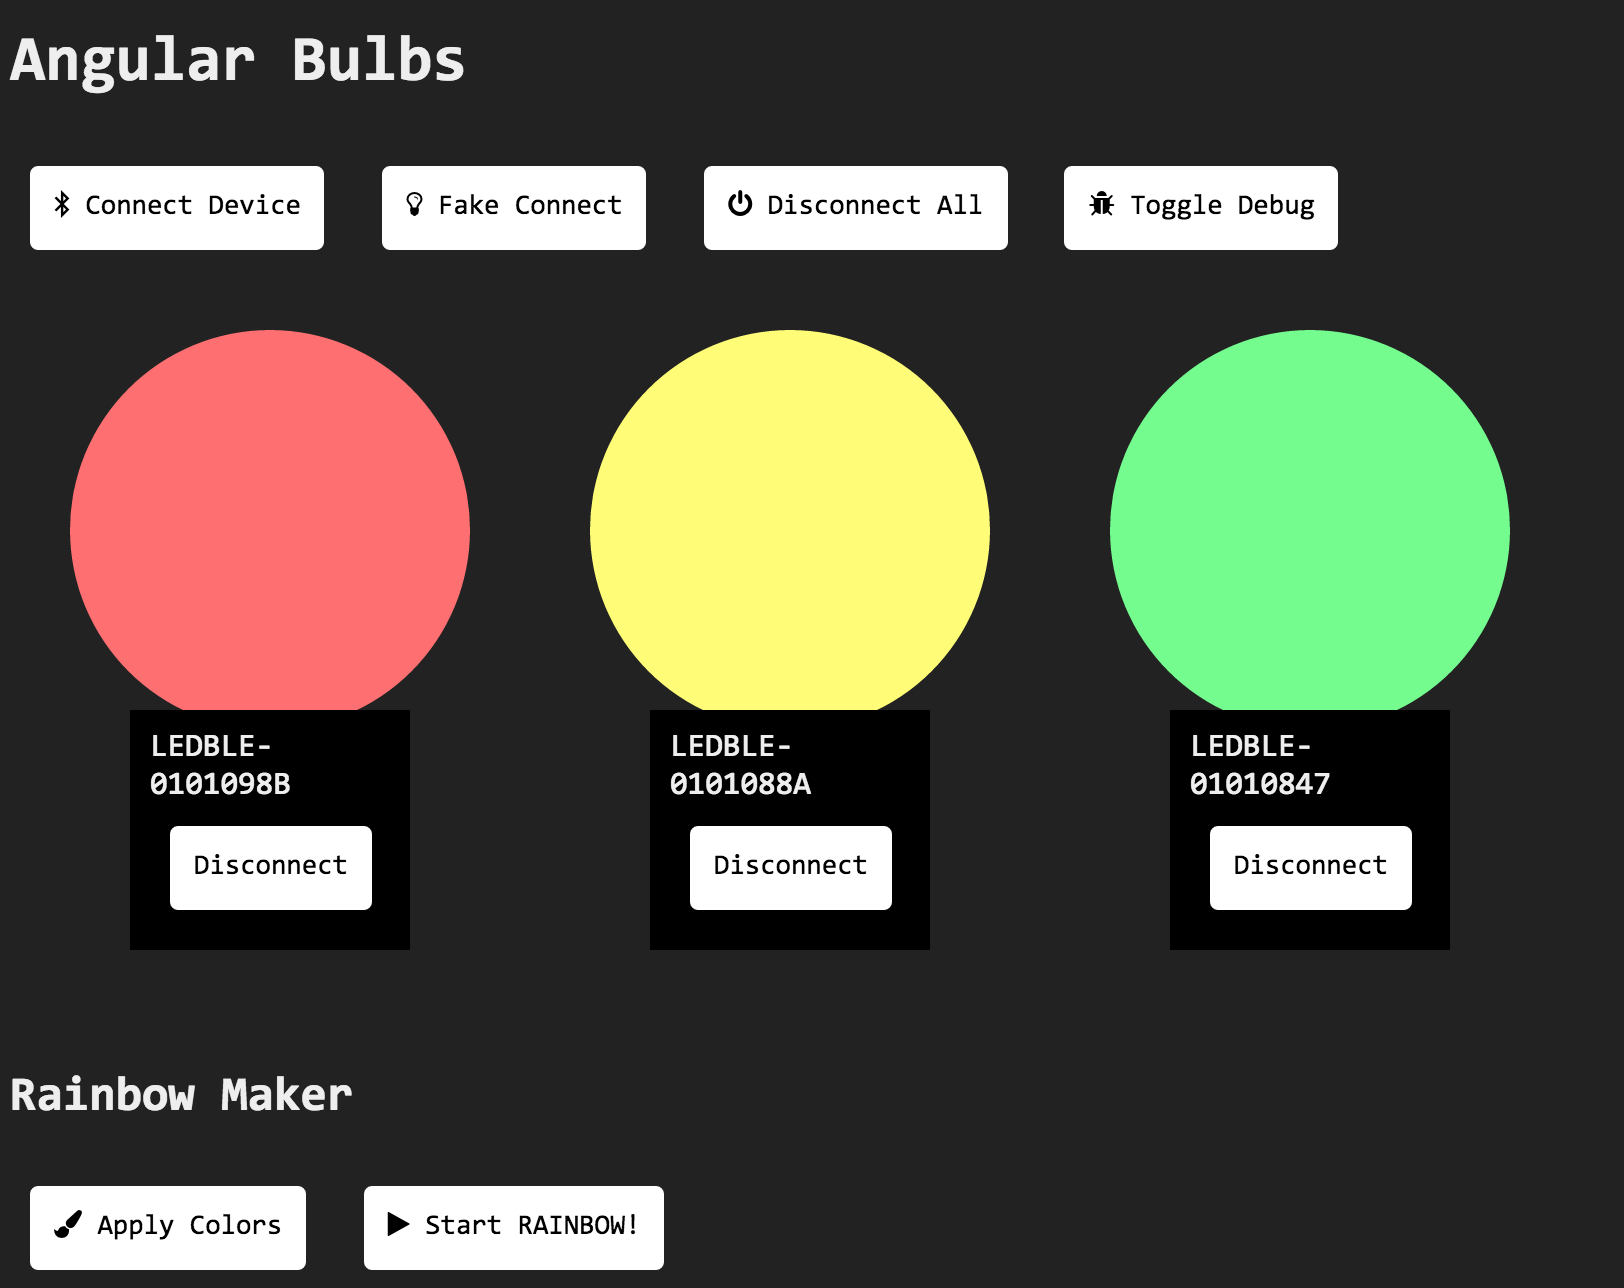 Angular Bulbs
Connect Device
Fake Connect
Disconnect All
Toggle Debug
LEDBLE-
0101098B
Disconnect
LEDBLE-
0101088A
Disconnect
LEDBLE-
01010847
Disconnect
Rainbow Maker
Apply Colors
Start RAINBOW!